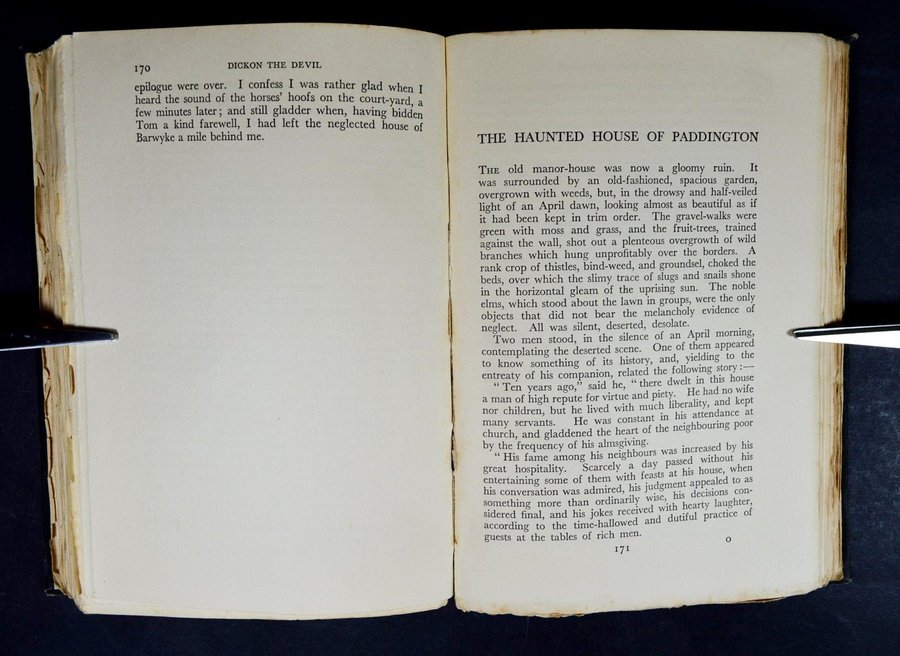 170
DICKON THE DEVIL
epilogue were over. I confess I was rather glad when I
heard the sound of the horses' hoofs on the court-yard, a
few minutes later; and still gladder when, having bidden
Tom a kind farewell, I had left the neglected house of
Barwyke a mile behind me.
THE HAUNTED HOUSE OF PADDINGTON
THE old manor-house was now a gloomy ruin. It
was surrounded by an old-fashioned, spacious garden,
overgrown with weeds, but, in the drowsy and half-veiled
light of an April dawn, looking almost as beautiful as if
it had been kept in trim order. The gravel-walks were
green with moss and grass, and the fruit-trees, trained
against the wall, shot out a plenteous overgrowth of wild
branches which hung unprofitably over the borders. A
rank crop of thistles, bind-weed, and groundsel, choked the
beds, over which the slimy trace of slugs and snails shone
in the horizontal gleam of the uprising sun. The noble
elms, which stood about the lawn in groups, were the only
objects that did not bear the melancholy evidence of
neglect. All was silent, deserted, desolate.
Two men stood, in the silence of an April morning,
contemplating the deserted scene. One of them appeared
to know something of its history, and, yielding to the
entreaty of his companion, related the following story:—
"Ten years ago," said he, "there dwelt in this house
a man of high repute for virtue and piety. He had no wife
nor children, but he lived with much liberality, and kept
many servants. He was constant in his attendance at
church, and gladdened the heart of the neighbouring poor
by the frequency of his almsgiving.
"His fame among his neighbours was increased by his
great hospitality. Scarcely a day passed without his
entertaining some of them with feasts at his house, when
his conversation was admired, his judgment appealed to as
something more than ordinarily wise, his decisions con-
sidered final, and his jokes received with hearty laughter,
according to the time-hallowed and dutiful practice of
guests at the tables of rich men.
171
O